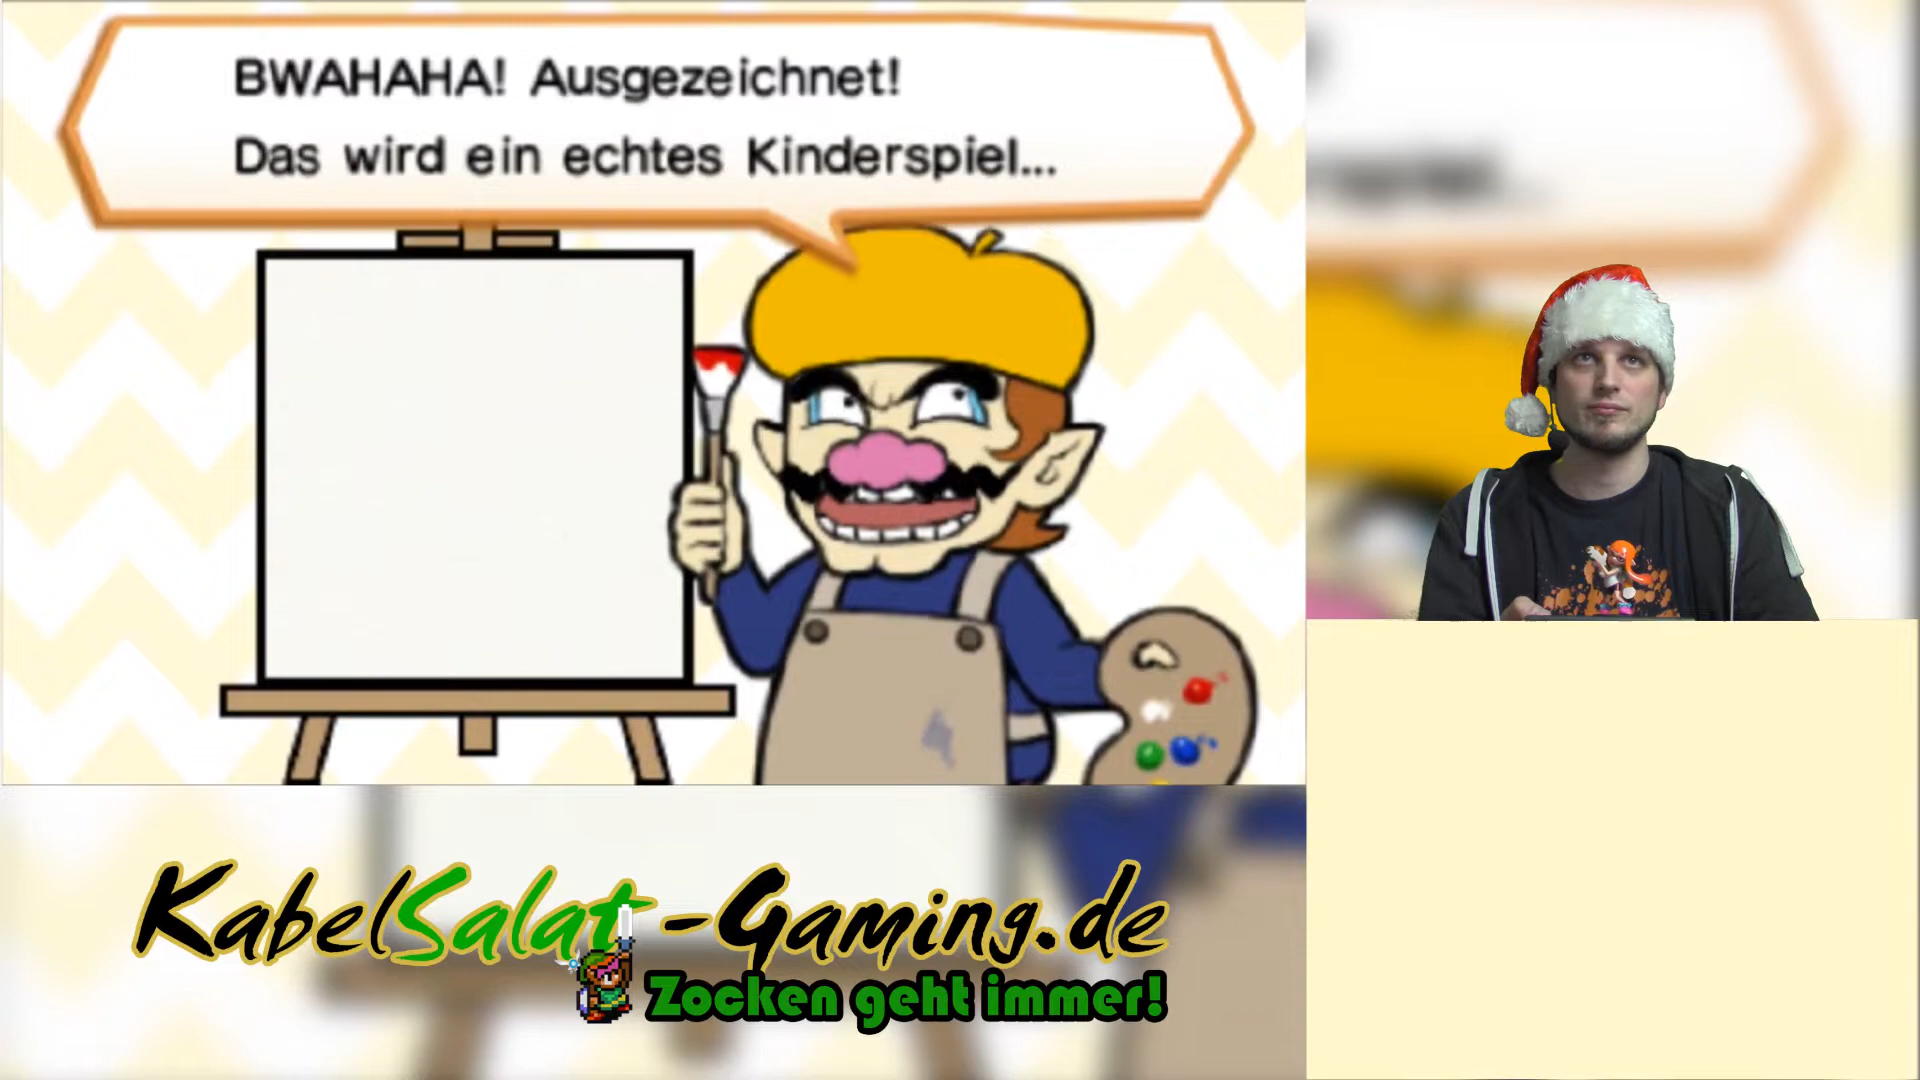 BWAHAHA! Ausgezeichnet!
Das wird ein echtes Kinderspiel...
KabelSalat-Gaming.de
Zocken geht immer!